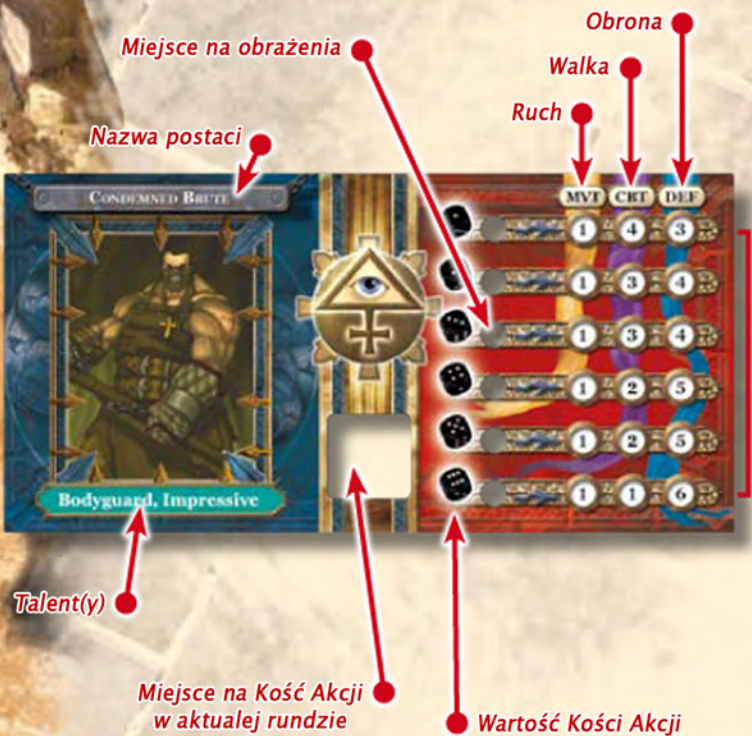 Obrona
Miejsce na obrażenia
Walka
Ruch
Nazwa postaci
CONDEMNED BRUTE
MVT CBT DEF
1 4 3
1 3 4
1 3 4
1 2 5
1 2 5
1 1 6
Bodyguard, Impressive
Talent(y)
Miejsce na Kość Akcji
w aktualej rundzie
Wartość Kości Akcji